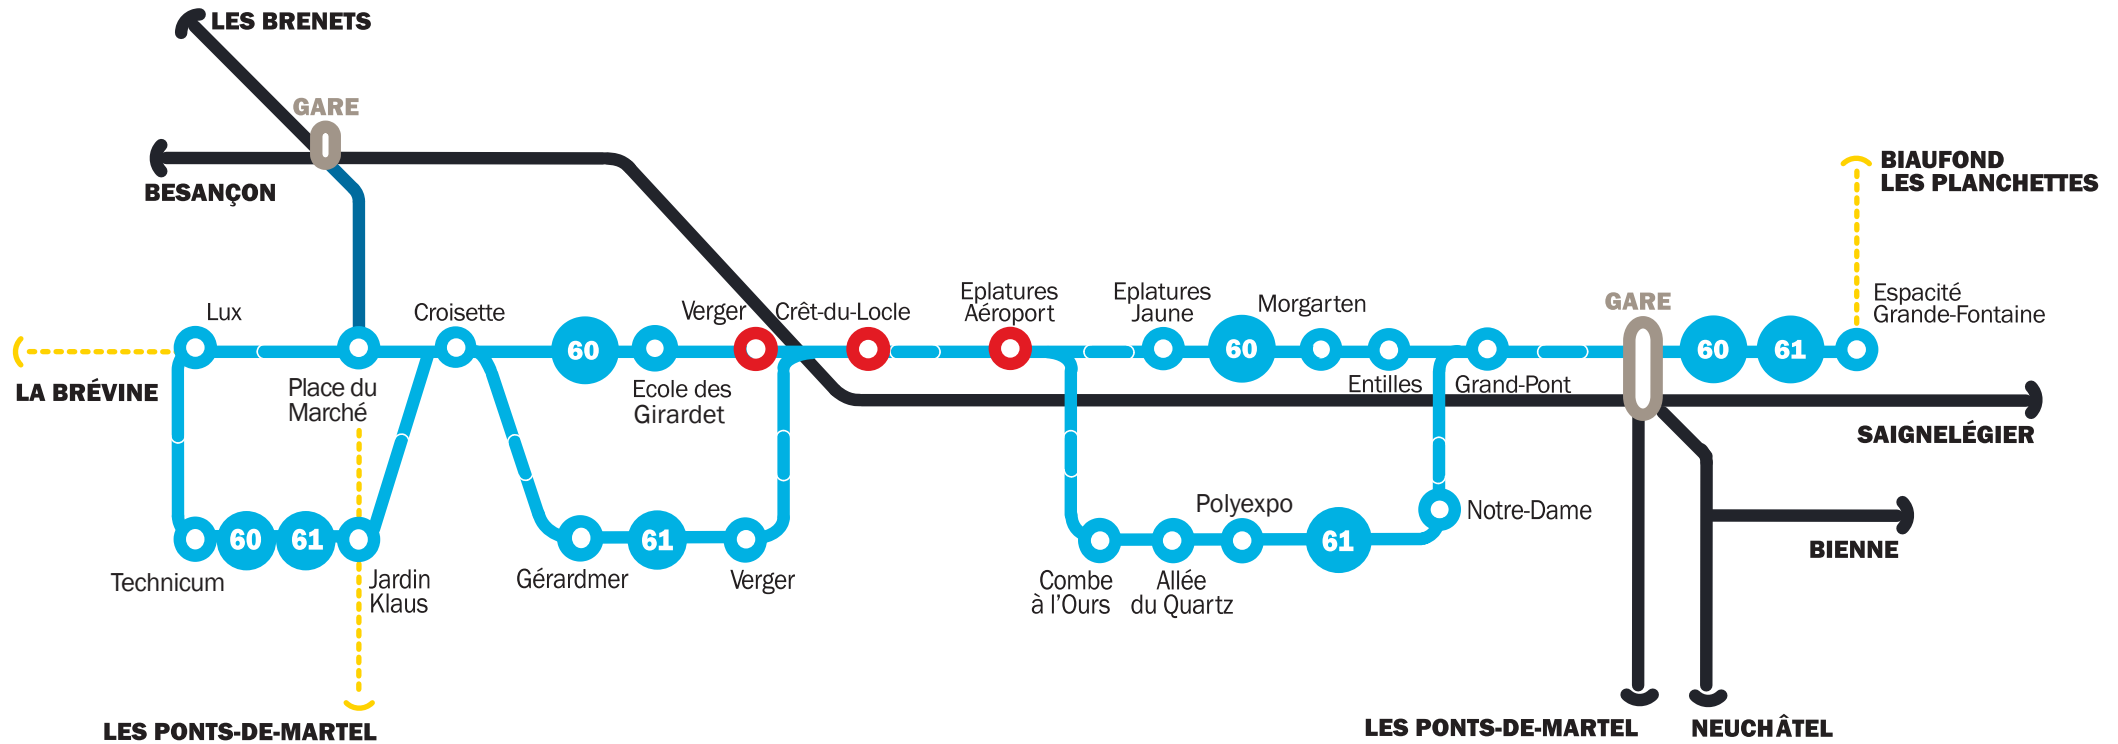 LES BRENETS
GARE
BESANÇON
BIAUFOND
LES PLANCHETTES
Lux
Croisette
Verger
Crêt-du-Locle
Eplatures
Aéroport
Eplatures
Jaune
Morgarten
GARE
Espacité
Grande-Fontaine
60
60
60
61
LA BRÉVINE
Place du
Marché
Ecole des
Girardet
Entilles
Grand-Pont
SAIGNELÉGIER
Polyexpo
Notre-Dame
60
61
61
61
BIENNE
Technicum
Jardin
Klaus
Gérardmer
Verger
Combe
à l'Ours
Allée
du Quartz
LES PONTS-DE-MARTEL
LES PONTS-DE-MARTEL
NEUCHÂTEL